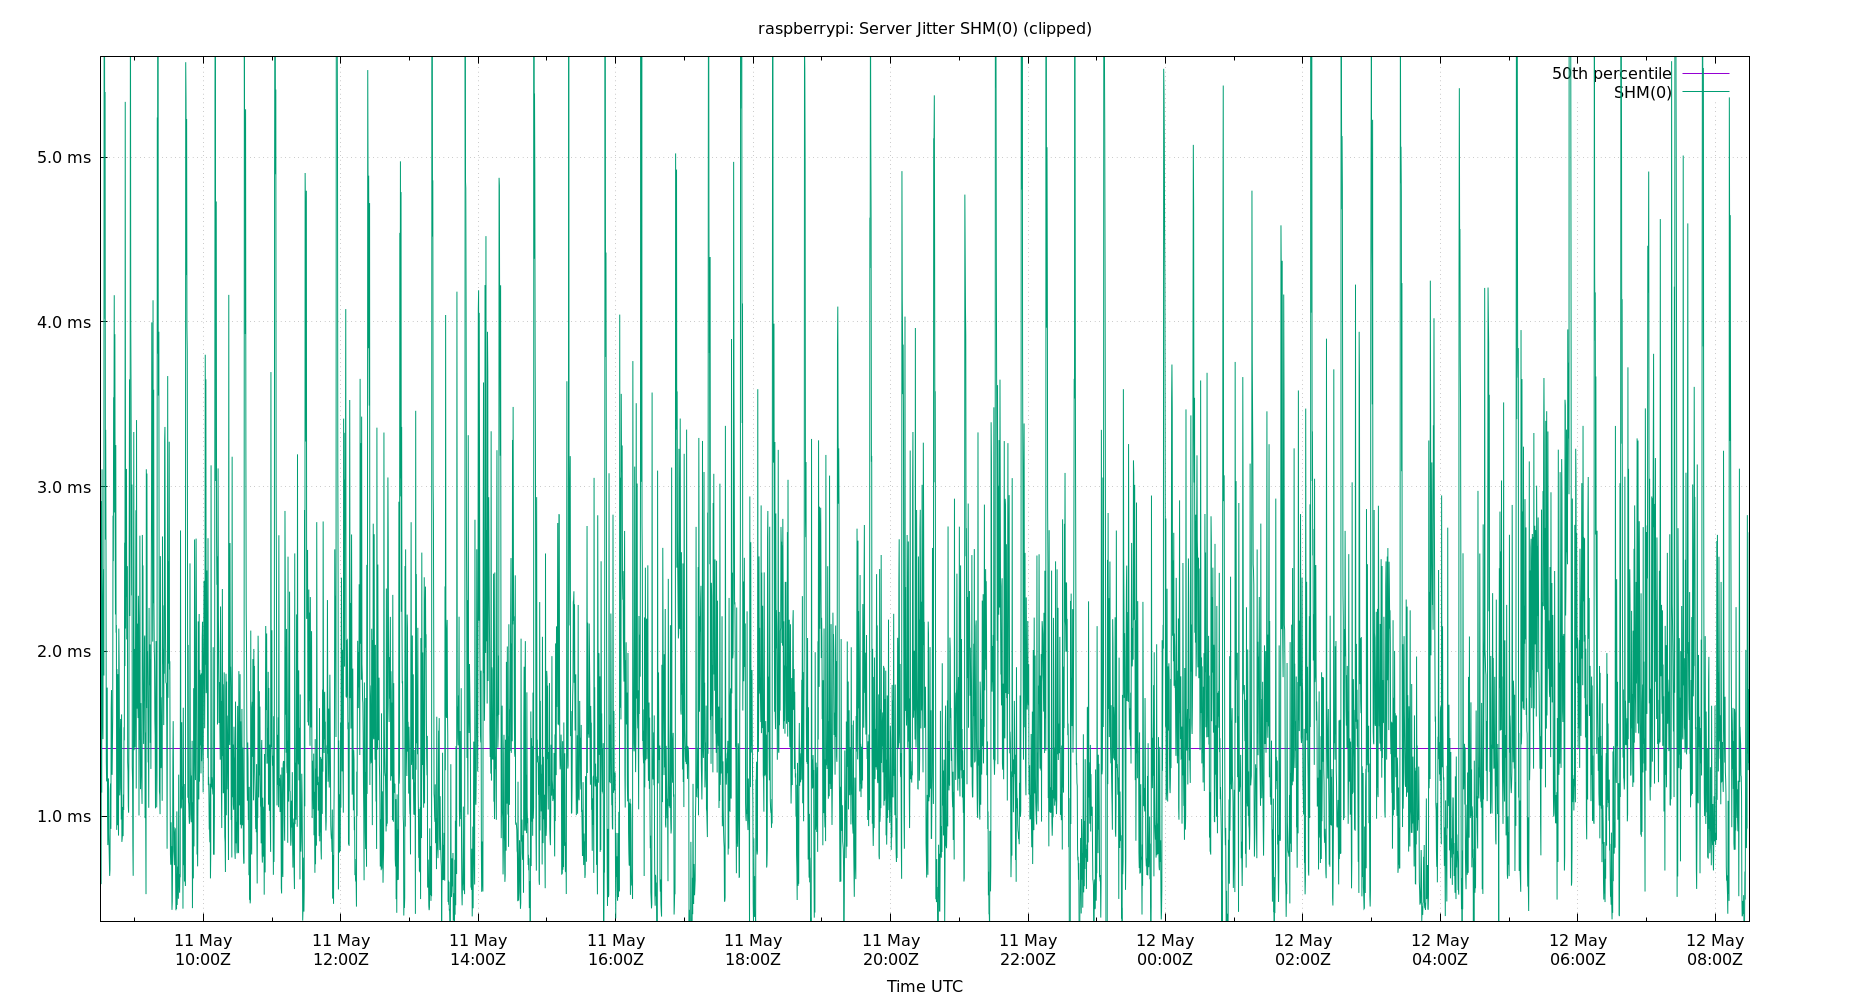 raspberrypi: Server Jitter SHM(0) (clipped)
50th percentile
SHM(0)
5.0 ms
4.0 ms
3.0 ms
2.0 ms
1.0 ms
11 May 11 May 11 May 11 May 11 May 11 May 11 May 12 May 12 May 12 May 12 May 12 May
10:00Z 12:00Z 14:00Z 16:00Z 18:00Z 20:00Z 22:00Z 00:00Z 02:00Z 04:00Z 06:00Z 08:00Z
Time UTC